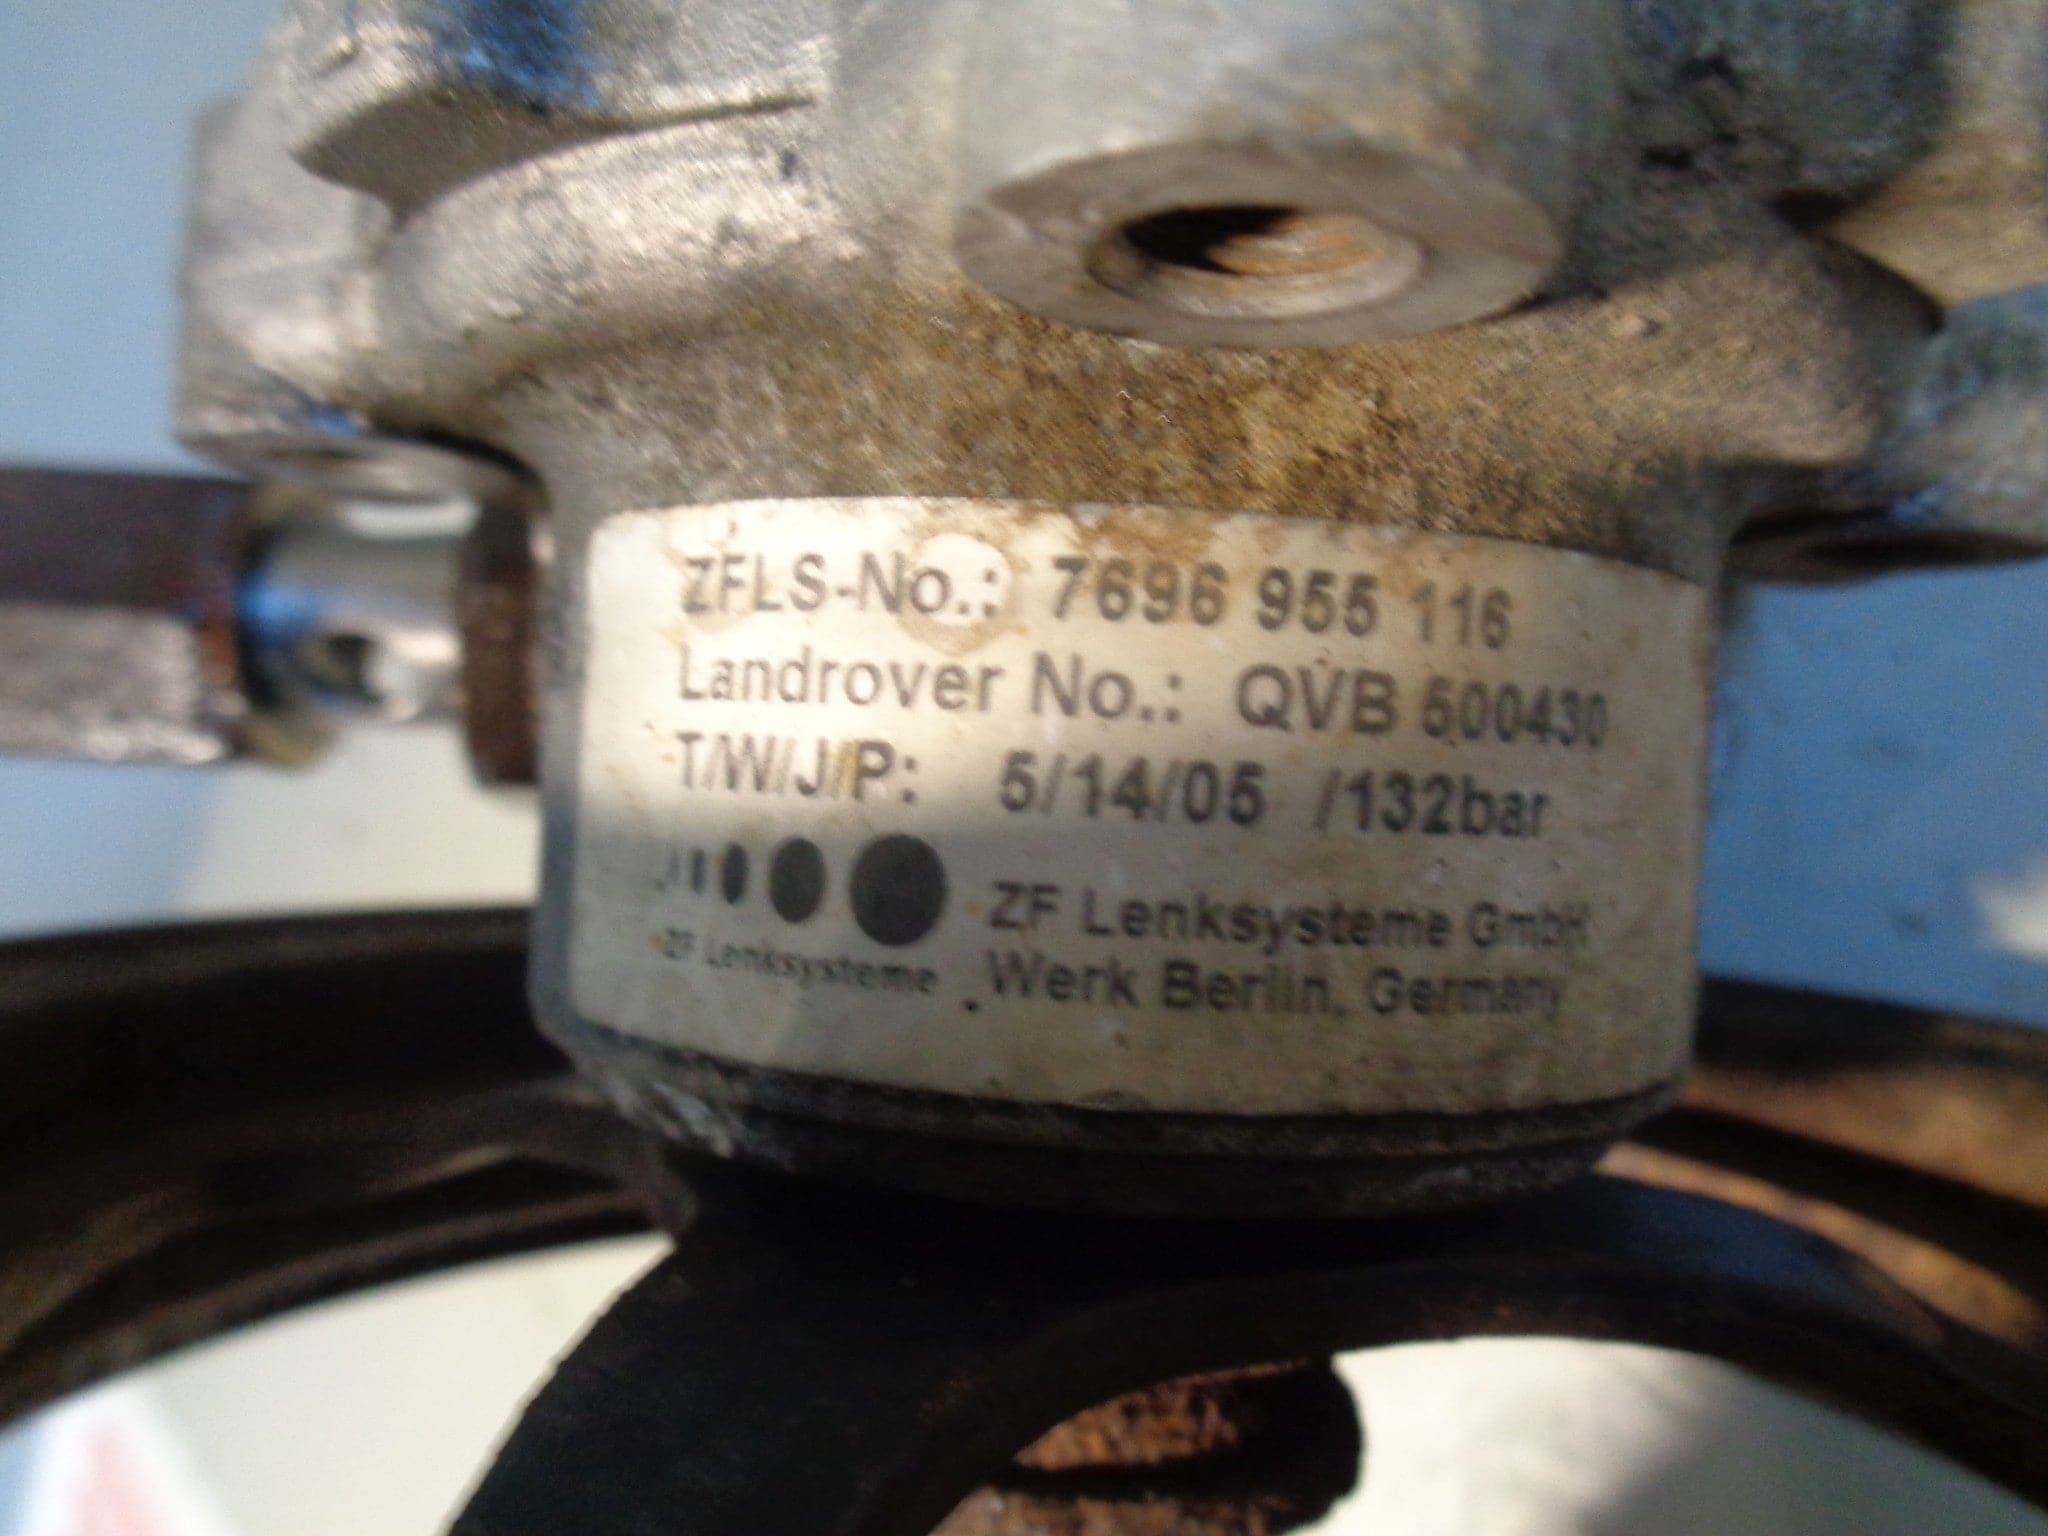 ZFLS-No.: 7696 955 116
Landrover No.: QVB 500430
T/W/J/P: 5/14/05 /132bar
ZF Lenksysteme
ZF Lenksysteme GmbH
Werk Berlin, Germany